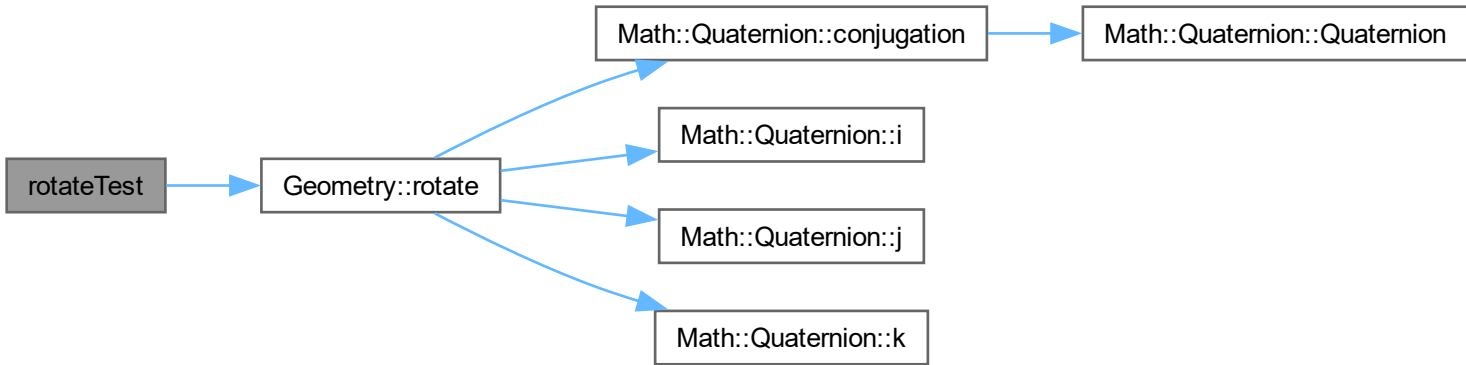 rotateTest
Geometry::rotate
Math::Quaternion::conjugation
Math::Quaternion::Quaternion
Math::Quaternion::i
Math::Quaternion::j
Math::Quaternion::k